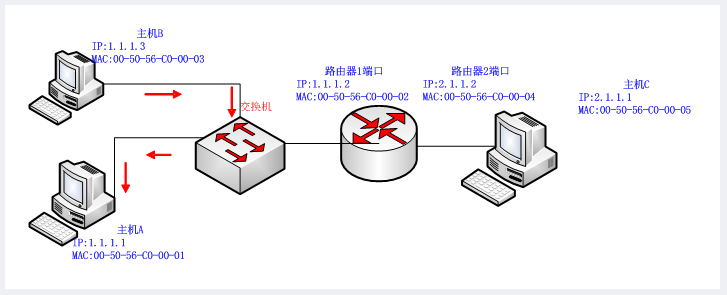 主机B
IP:1.1.1.3
MAC:00-50-56-C0-00-03
交换机
路由器1端口
IP:1.1.1.2
MAC:00-50-56-C0-00-02
路由器2端口
IP:2.1.1.2
MAC:00-50-56-C0-00-04
主机C
IP:2.1.1.1
MAC:00-50-56-C0-00-05
主机A
IP:1.1.1.1
MAC:00-50-56-C0-00-01